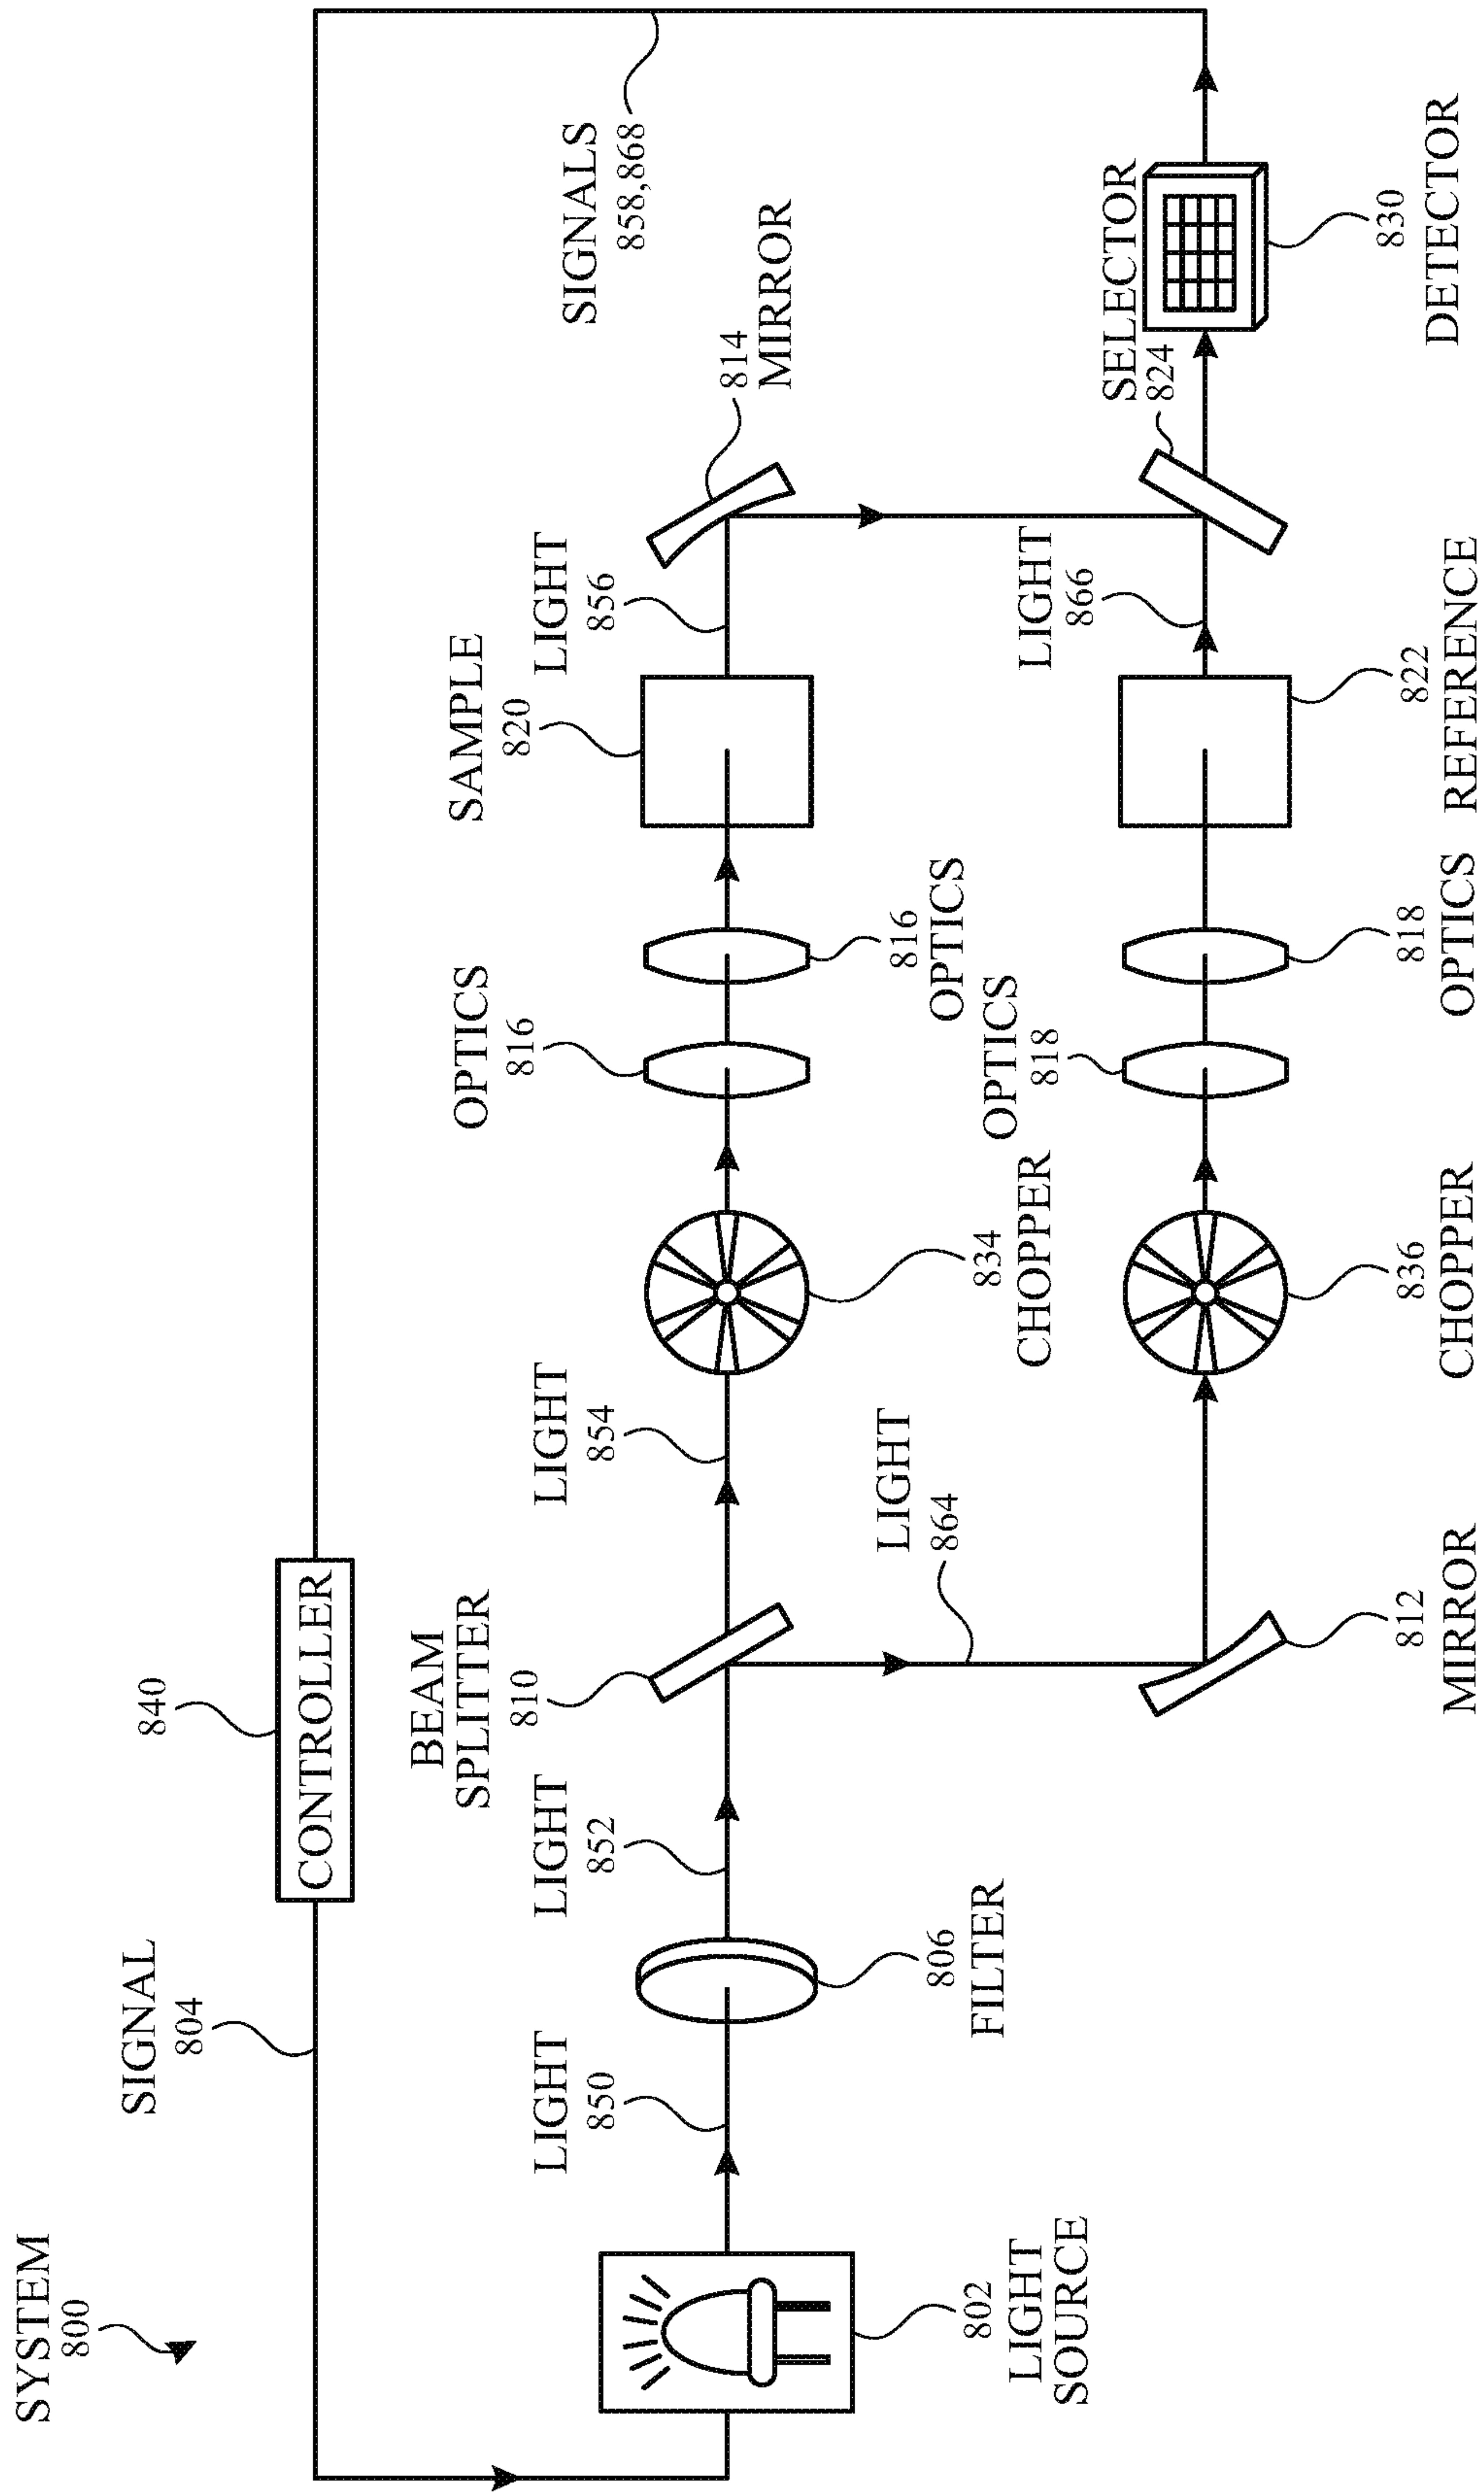 SYSTEM
800
SIGNAL
804
840
CONTROLLER
SIGNALS
858,868
LIGHT
850
LIGHT
852
BEAM
SPLITTER
810
LIGHT
854
OPTICS
816
SAMPLE
820
LIGHT
856
814
MIRROR
802
LIGHT
SOURCE
806
FILTER
LIGHT
864
834
CHOPPER
816
OPTICS
OPTICS
818
LIGHT
866
SELECTOR
824
812
MIRROR
836
CHOPPER
818
OPTICS
822
REFERENCE
830
DETECTOR